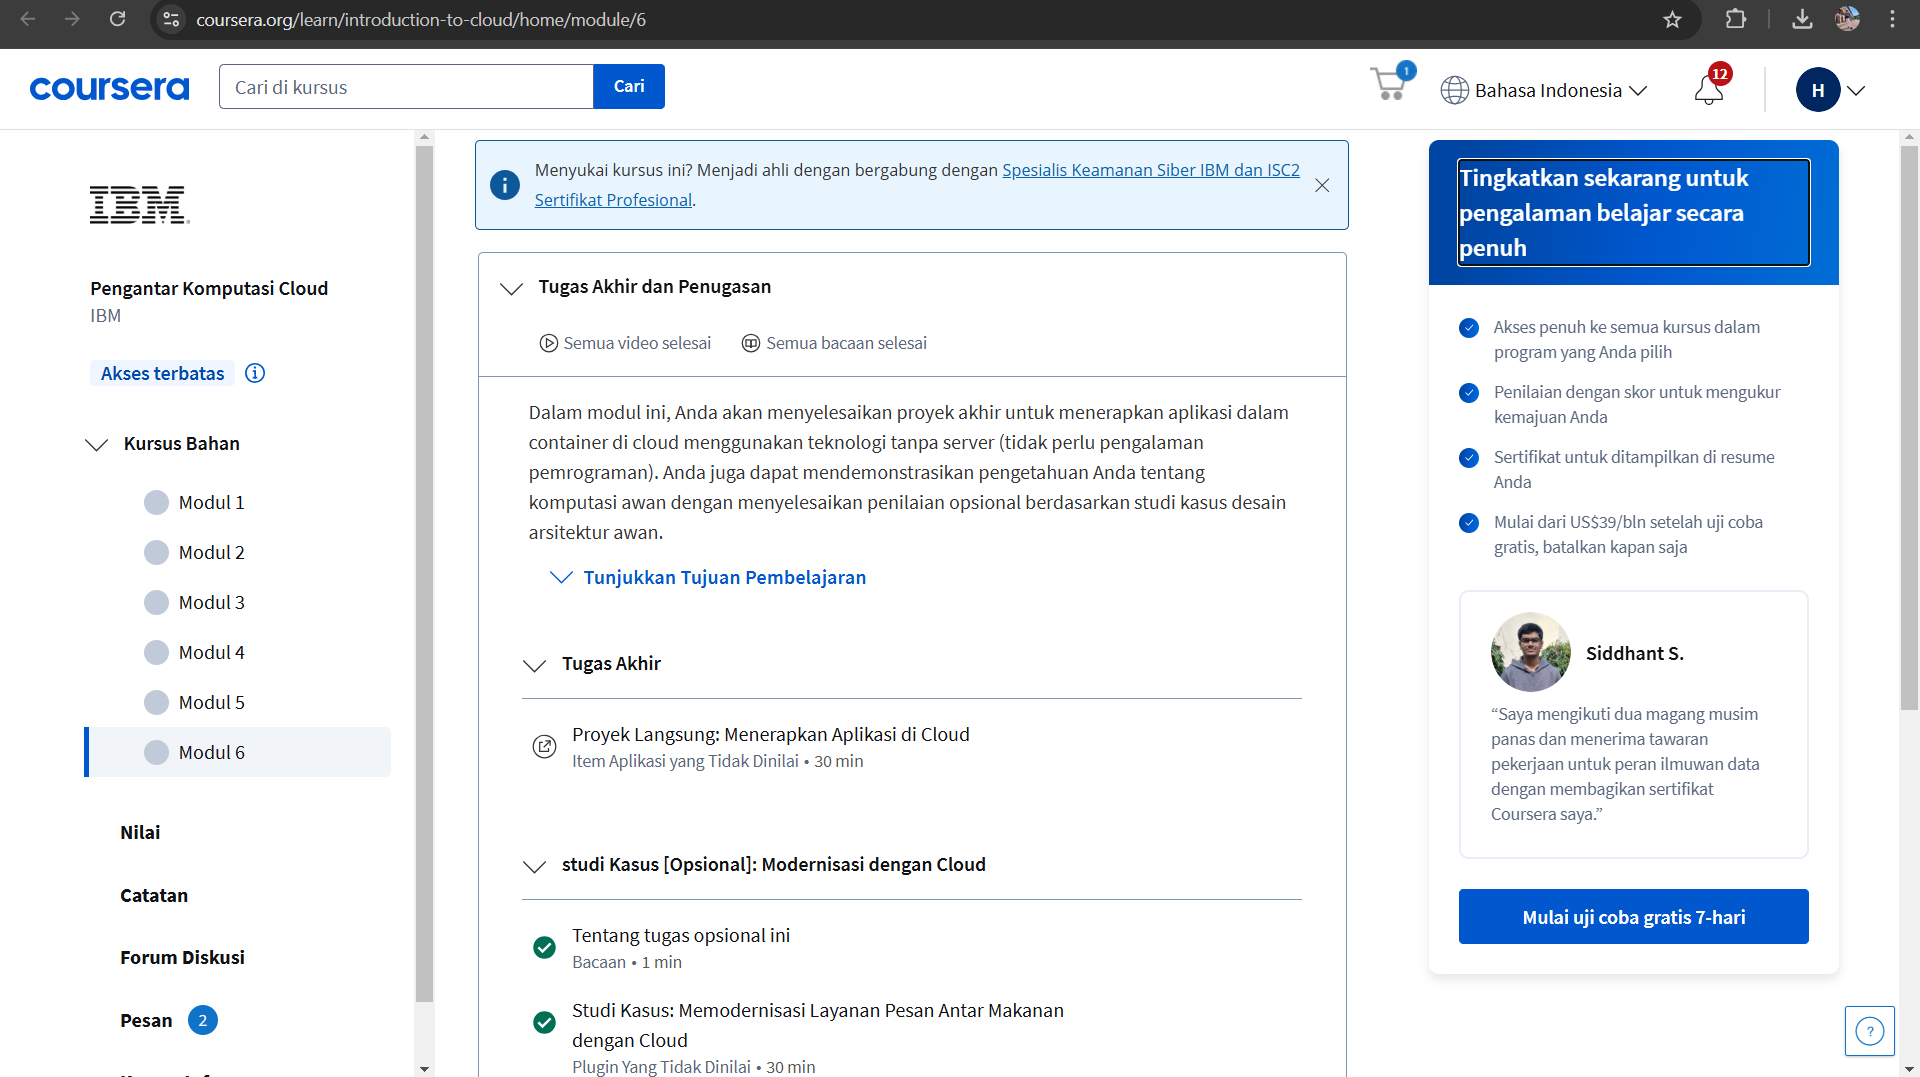 coursera.org/learn/introduction-to-cloud/home/module/6
coursera
Cari di kursus
Cari
1
Bahasa Indonesia
12
H
IBM
Pengantar Komputasi Cloud
IBM
Akses terbatas
Kursus Bahan
Modul 1
Modul 2
Modul 3
Modul 4
Modul 5
Modul 6
Nilai
Catatan
Forum Diskusi
Pesan 2
Menyukai kursus ini? Menjadi ahli dengan bergabung dengan Spesialis Keamanan Siber IBM dan ISC2
Sertifikat Profesional.
Tugas Akhir dan Penugasan
Semua video selesai
Semua bacaan selesai
Dalam modul ini, Anda akan menyelesaikan proyek akhir untuk menerapkan aplikasi dalam
container di cloud menggunakan teknologi tanpa server (tidak perlu pengalaman
pemrograman). Anda juga dapat mendemonstrasikan pengetahuan Anda tentang
komputasi awan dengan menyelesaikan penilaian opsional berdasarkan studi kasus desain
arsitektur awan.
Tunjukkan Tujuan Pembelajaran
Tugas Akhir
Proyek Langsung: Menerapkan Aplikasi di Cloud
Item Aplikasi yang Tidak Dinilai • 30 min
studi Kasus [Opsional]: Modernisasi dengan Cloud
Tentang tugas opsional ini
Bacaan • 1 min
Studi Kasus: Memodernisasi Layanan Pesan Antar Makanan
dengan Cloud
Plugin Yang Tidak Dinilai • 30 min
Tingkatkan sekarang untuk
pengalaman belajar secara
penuh
Akses penuh ke semua kursus dalam
program yang Anda pilih
Penilaian dengan skor untuk mengukur
kemajuan Anda
Sertifikat untuk ditampilkan di resume
Anda
Mulai dari US$39/bln setelah uji coba
gratis, batalkan kapan saja
Siddhant S.
“Saya mengikuti dua magang musim
panas dan menerima tawaran
pekerjaan untuk peran ilmuwan data
dengan membagikan sertifikat
Coursera saya.”
Mulai uji coba gratis 7-hari
?